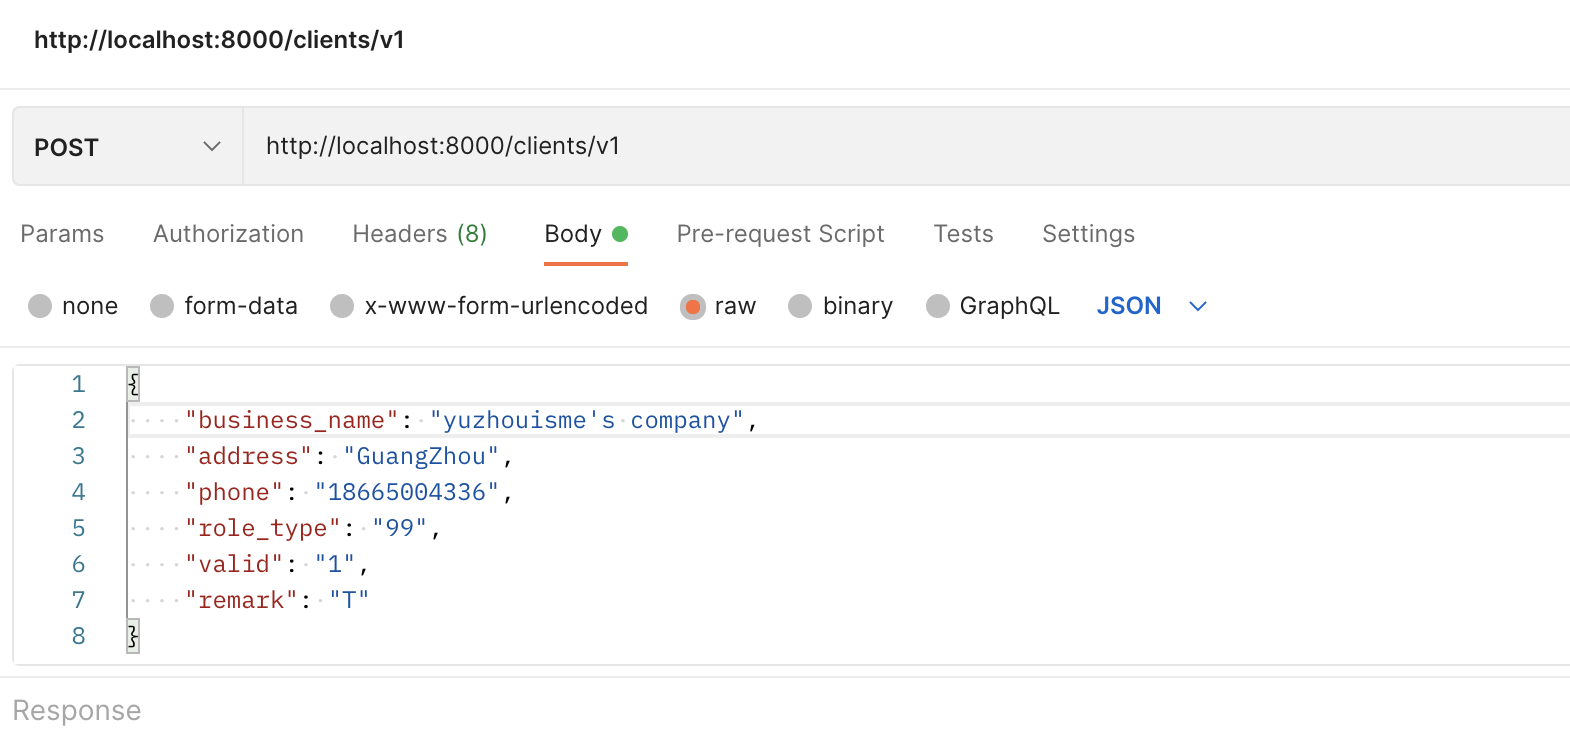 http://localhost:8000/clients/v1
POST http://localhost:8000/clients/v1
Params Authorization Headers (8) Body Pre-request Script Tests Settings
none form-data x-www-form-urlencoded raw binary GraphQL JSON
1 {
2 "business_name": "yuzhouisme's company",
3 "address": "GuangZhou",
4 "phone": "18665004336",
5 "role_type": "99",
6 "valid": "1",
7 "remark": "T"
8 }
Response